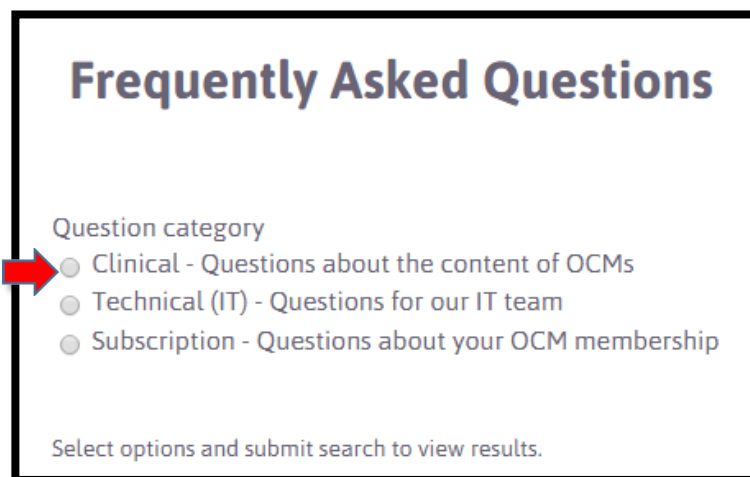 Frequently Asked Questions
Question category
Clinical - Questions about the content of OCMs
Technical (IT) - Questions for our IT team
Subscription - Questions about your OCM membership
Select options and submit search to view results.